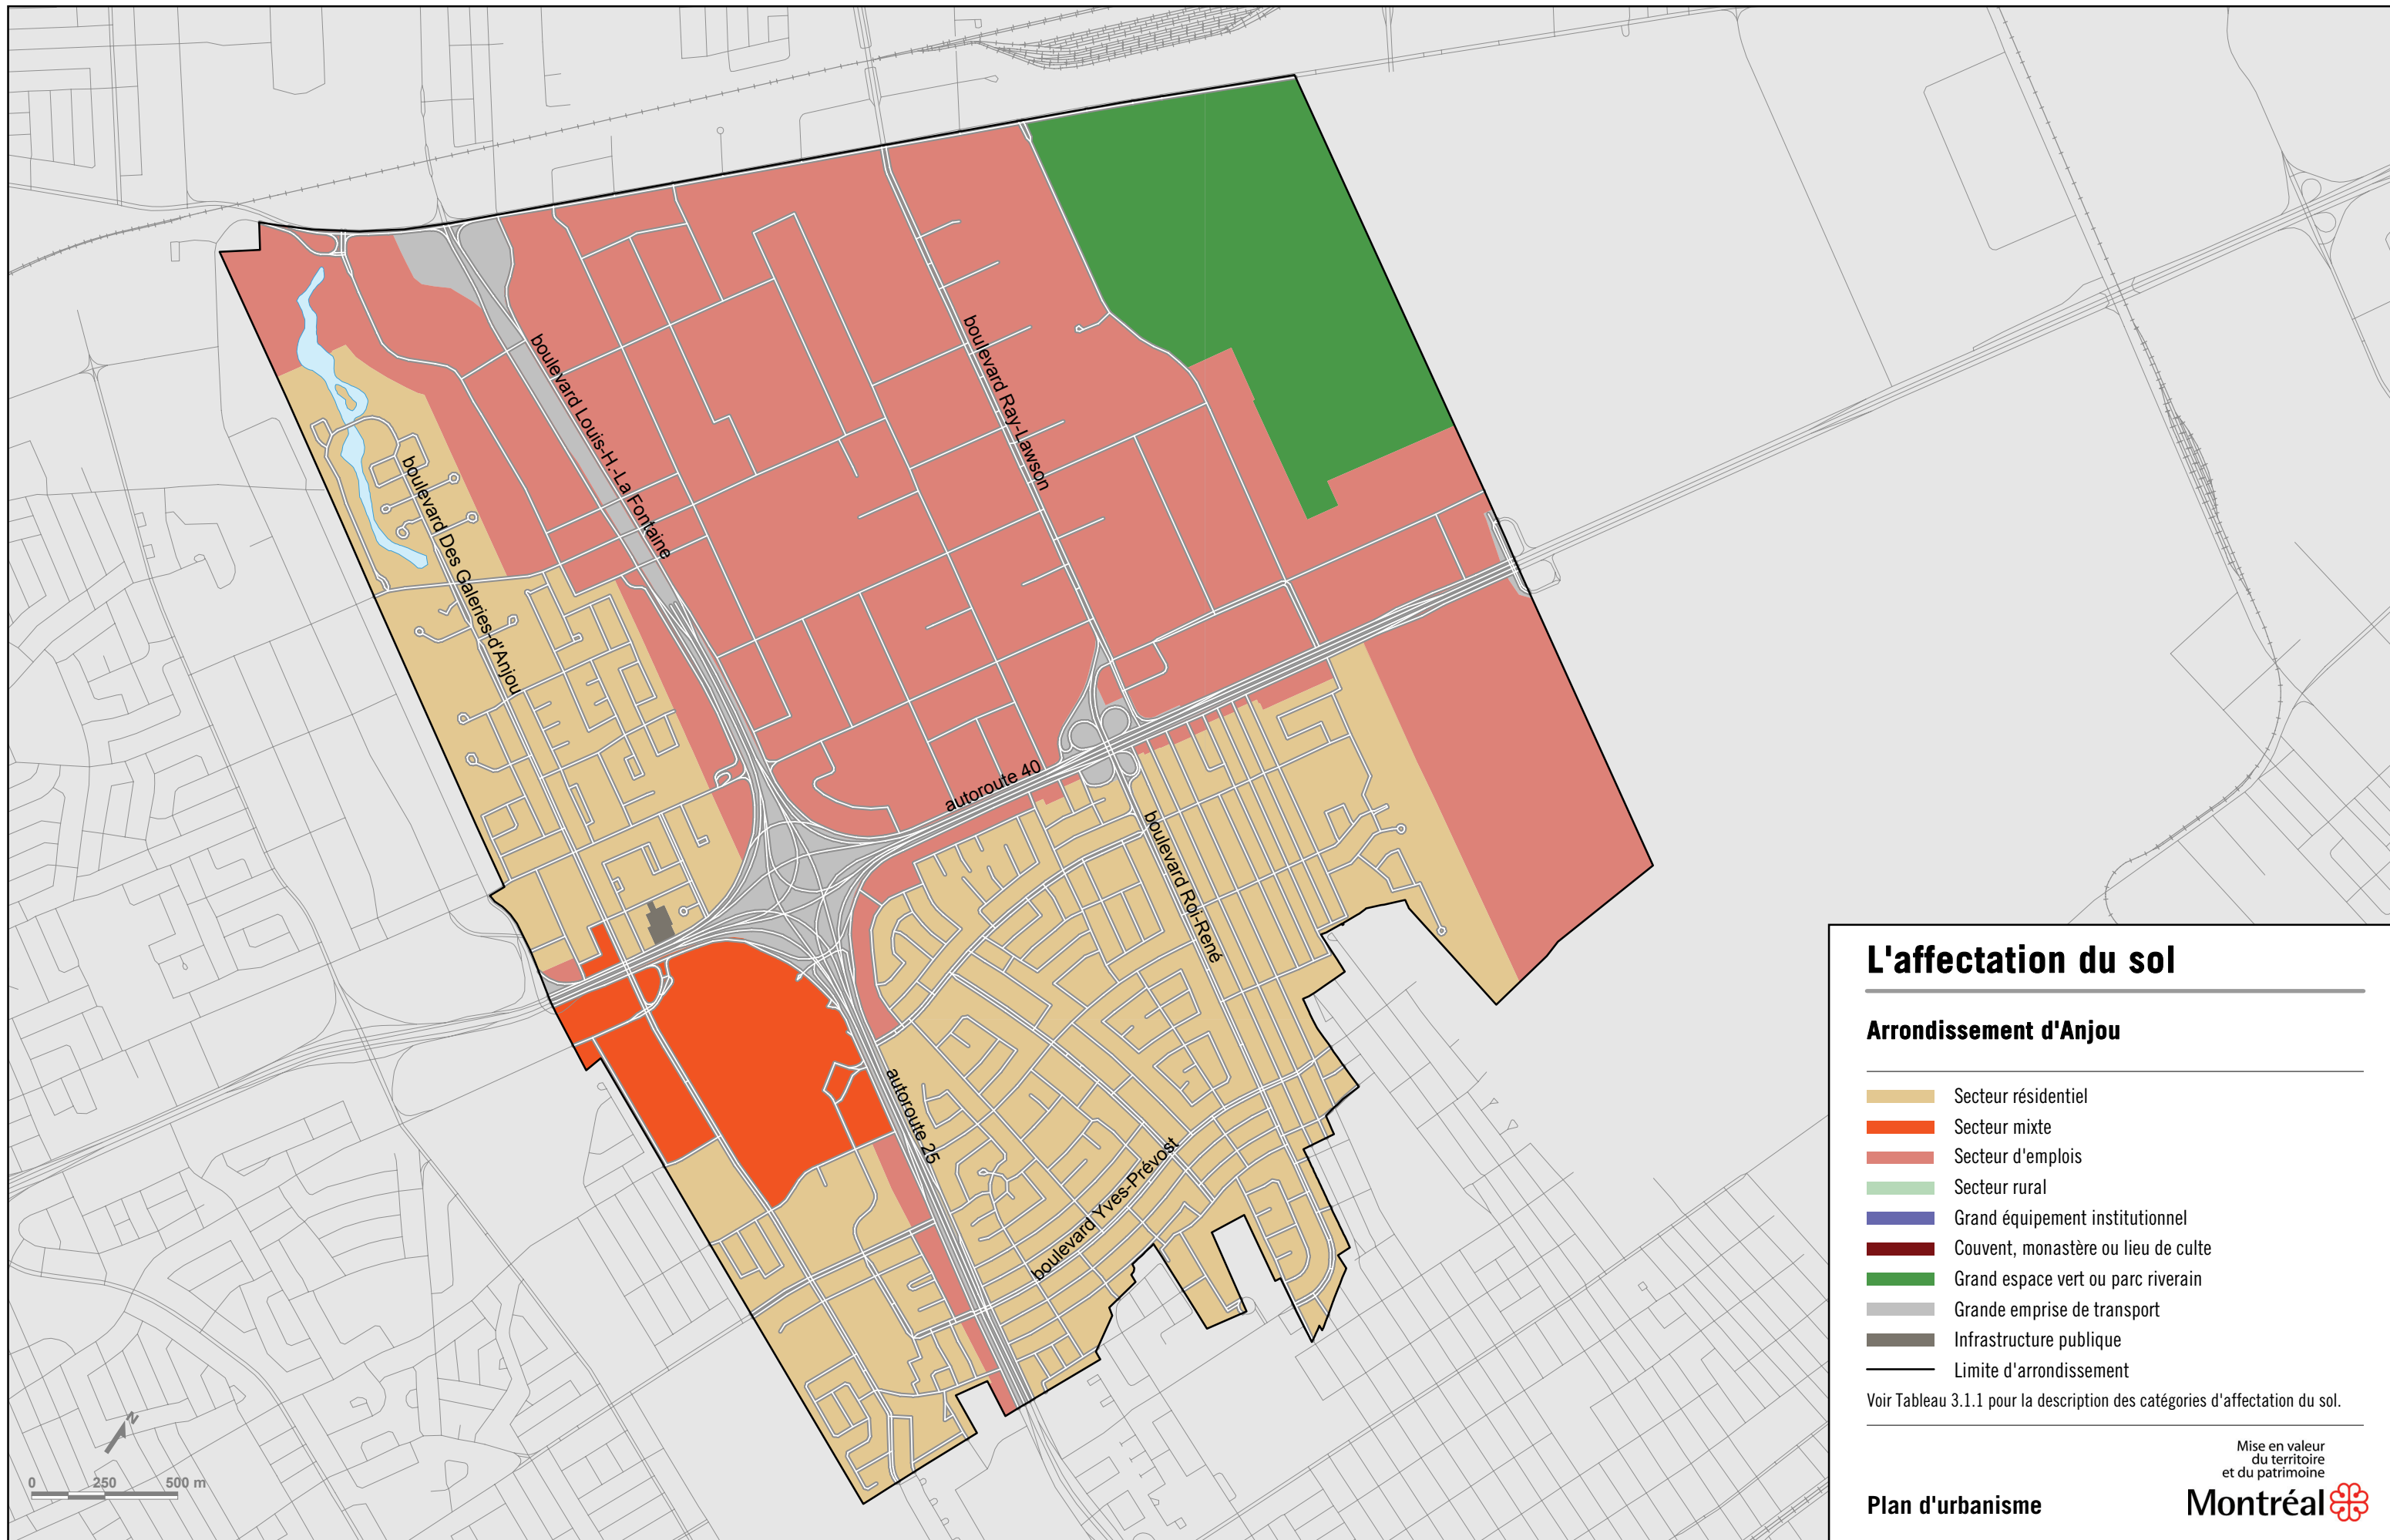 boulevard Louis-H.-La Fontaine
boulevard Ray-Lawson
boulevard Des Galeries-d'Anjou
autoroute 40
boulevard Roi-René
autoroute 25
boulevard Yves-Prévost
N
0 250 500 m
L'affectation du sol
Arrondissement d'Anjou
Secteur résidentiel
Secteur mixte
Secteur d'emplois
Secteur rural
Grand équipement institutionnel
Couvent, monastère ou lieu de culte
Grand espace vert ou parc riverain
Grande emprise de transport
Infrastructure publique
Limite d'arrondissement
Voir Tableau 3.1.1 pour la description des catégories d'affectation du sol.
Mise en valeur
du territoire
et du patrimoine
Plan d'urbanisme
Montréal